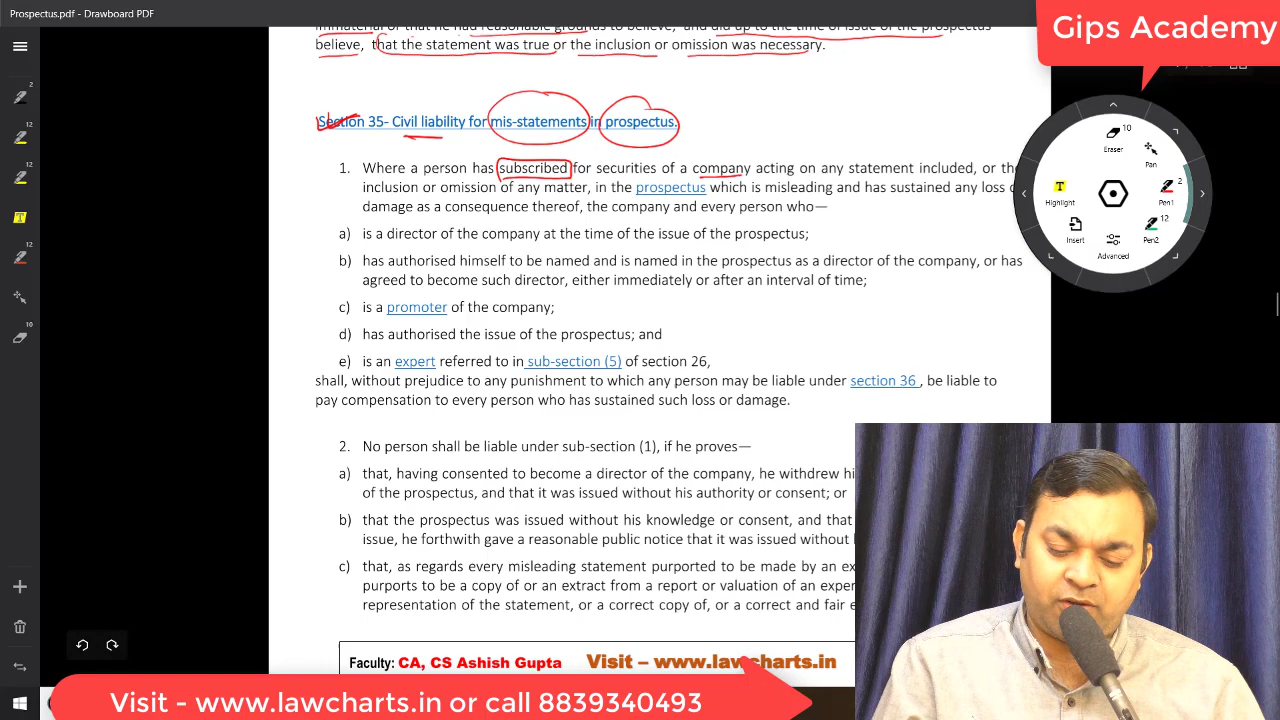 Prospectus.pdf - Drawboard PDF
Gips Academy
believe, that the statement was true or the inclusion or omission was necessary.
Section 35- Civil liability for mis-statements in prospectus.
1. Where a person has subscribed for securities of a company acting on any statement included, or the
inclusion or omission of any matter, in the prospectus which is misleading and has sustained any loss
damage as a consequence thereof, the company and every person who—
a) is a director of the company at the time of the issue of the prospectus;
b) has authorised himself to be named and is named in the prospectus as a director of the company, or has
agreed to become such director, either immediately or after an interval of time;
c) is a promoter of the company;
d) has authorised the issue of the prospectus; and
e) is an expert referred to in sub-section (5) of section 26,
shall, without prejudice to any punishment to which any person may be liable under section 36 , be liable to
pay compensation to every person who has sustained such loss or damage.
2. No person shall be liable under sub-section (1), if he proves—
a) that, having consented to become a director of the company, he withdrew
of the prospectus, and that it was issued without his authority or consent; or
b) that the prospectus was issued without his knowledge or consent, and that
issue, he forthwith gave a reasonable public notice that it was issued without
c) that, as regards every misleading statement purported to be made by an
purports to be a copy of or an extract from a report or valuation of an
representation of the statement, or a correct copy of, or a correct and fair
Faculty: CA, CS Ashish Gupta Visit – www.lawcharts.in
Visit - www.lawcharts.in or call 8839340493
2
12
12
12
10
10
Eraser
Pan
Highlight
2
Pen1
Insert
12
Pen2
Advanced